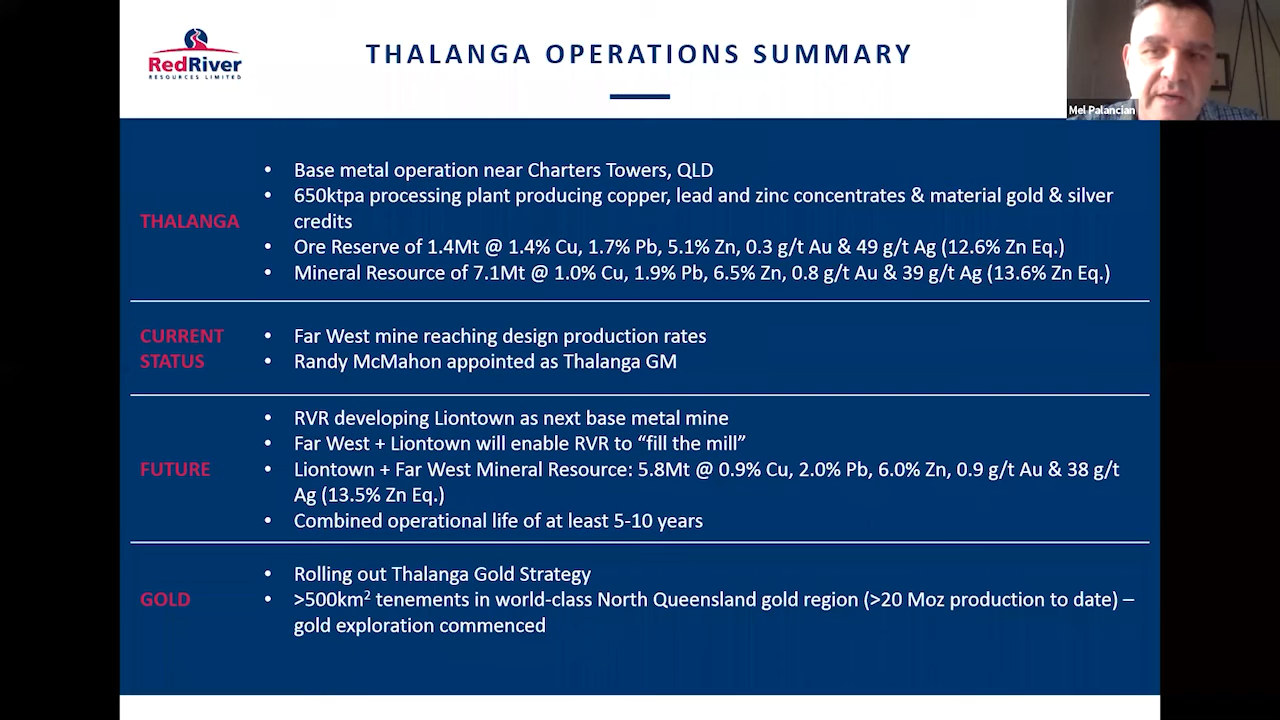 RedRiver
RESOURCES LIMITED
THALANGA OPERATIONS SUMMARY
Mel Palancian
THALANGA
• Base metal operation near Charters Towers, QLD
• 650ktpa processing plant producing copper, lead and zinc concentrates & material gold & silver
credits
• Ore Reserve of 1.4Mt @ 1.4% Cu, 1.7% Pb, 5.1% Zn, 0.3 g/t Au & 49 g/t Ag (12.6% Zn Eq.)
• Mineral Resource of 7.1Mt @ 1.0% Cu, 1.9% Pb, 6.5% Zn, 0.8 g/t Au & 39 g/t Ag (13.6% Zn Eq.)
CURRENT
STATUS
• Far West mine reaching design production rates
• Randy McMahon appointed as Thalanga GM
FUTURE
• RVR developing Liontown as next base metal mine
• Far West + Liontown will enable RVR to “fill the mill”
• Liontown + Far West Mineral Resource: 5.8Mt @ 0.9% Cu, 2.0% Pb, 6.0% Zn, 0.9 g/t Au & 38 g/t
Ag (13.5% Zn Eq.)
• Combined operational life of at least 5-10 years
GOLD
• Rolling out Thalanga Gold Strategy
• >500km² tenements in world-class North Queensland gold region (>20 Moz production to date) –
gold exploration commenced